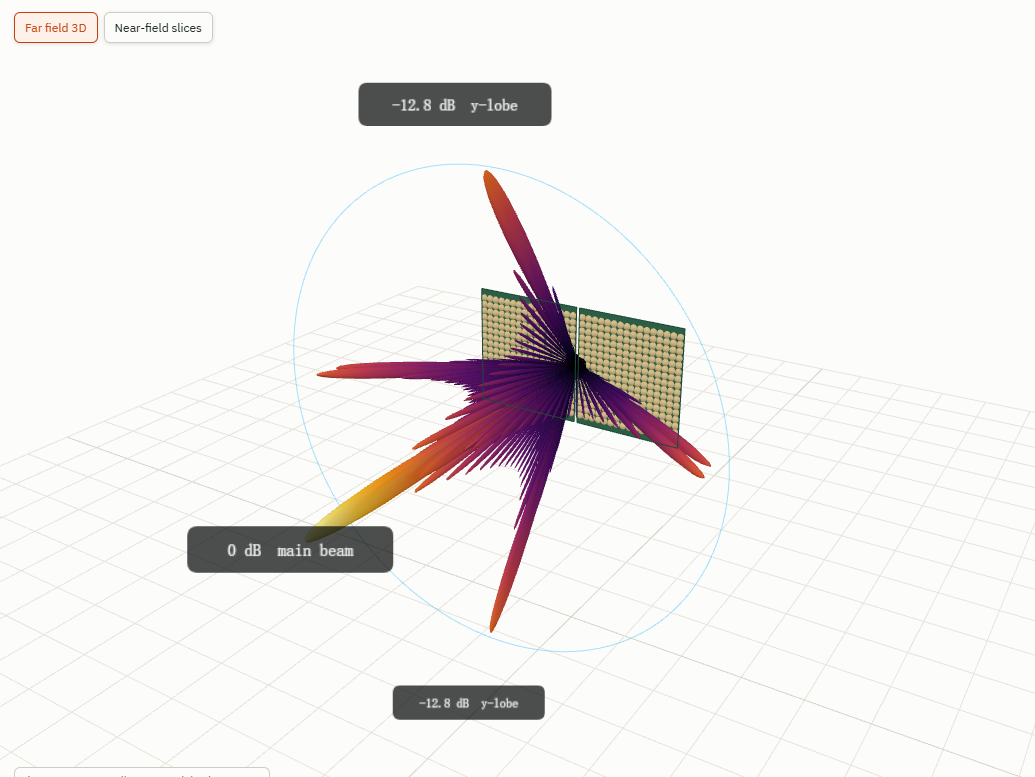 Far field 3D
Near-field slices
-12.8 dB  y-lobe
0 dB  main beam
-12.8 dB  y-lobe